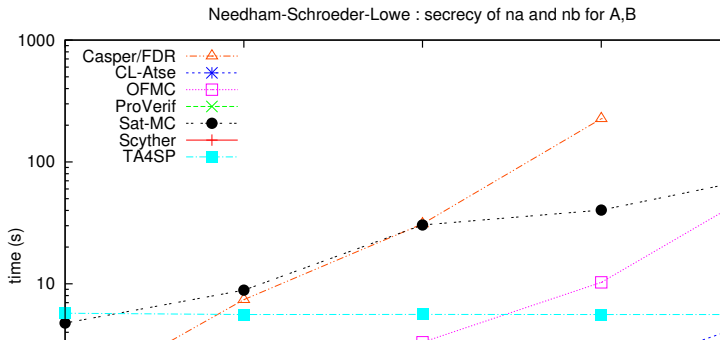 Needham-Schroeder-Lowe : secrecy of na and nb for A,B
1000
Casper/FDR
CL-Atse
OFMC
ProVerif
Sat-MC
Scyther
TA4SP
100
time (s)
10